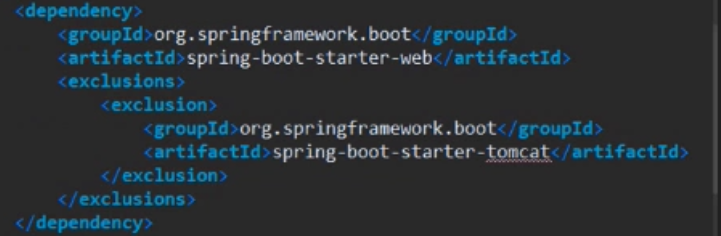 <dependency>
<groupId>org.springframework.boot</groupId>
<artifactId>spring-boot-starter-web</artifactId>
<exclusions>
<exclusion>
<groupId>org.springframework.boot</groupId>
<artifactId>spring-boot-starter-tomcat</artifactId>
</exclusion>
</exclusions>
</dependency>